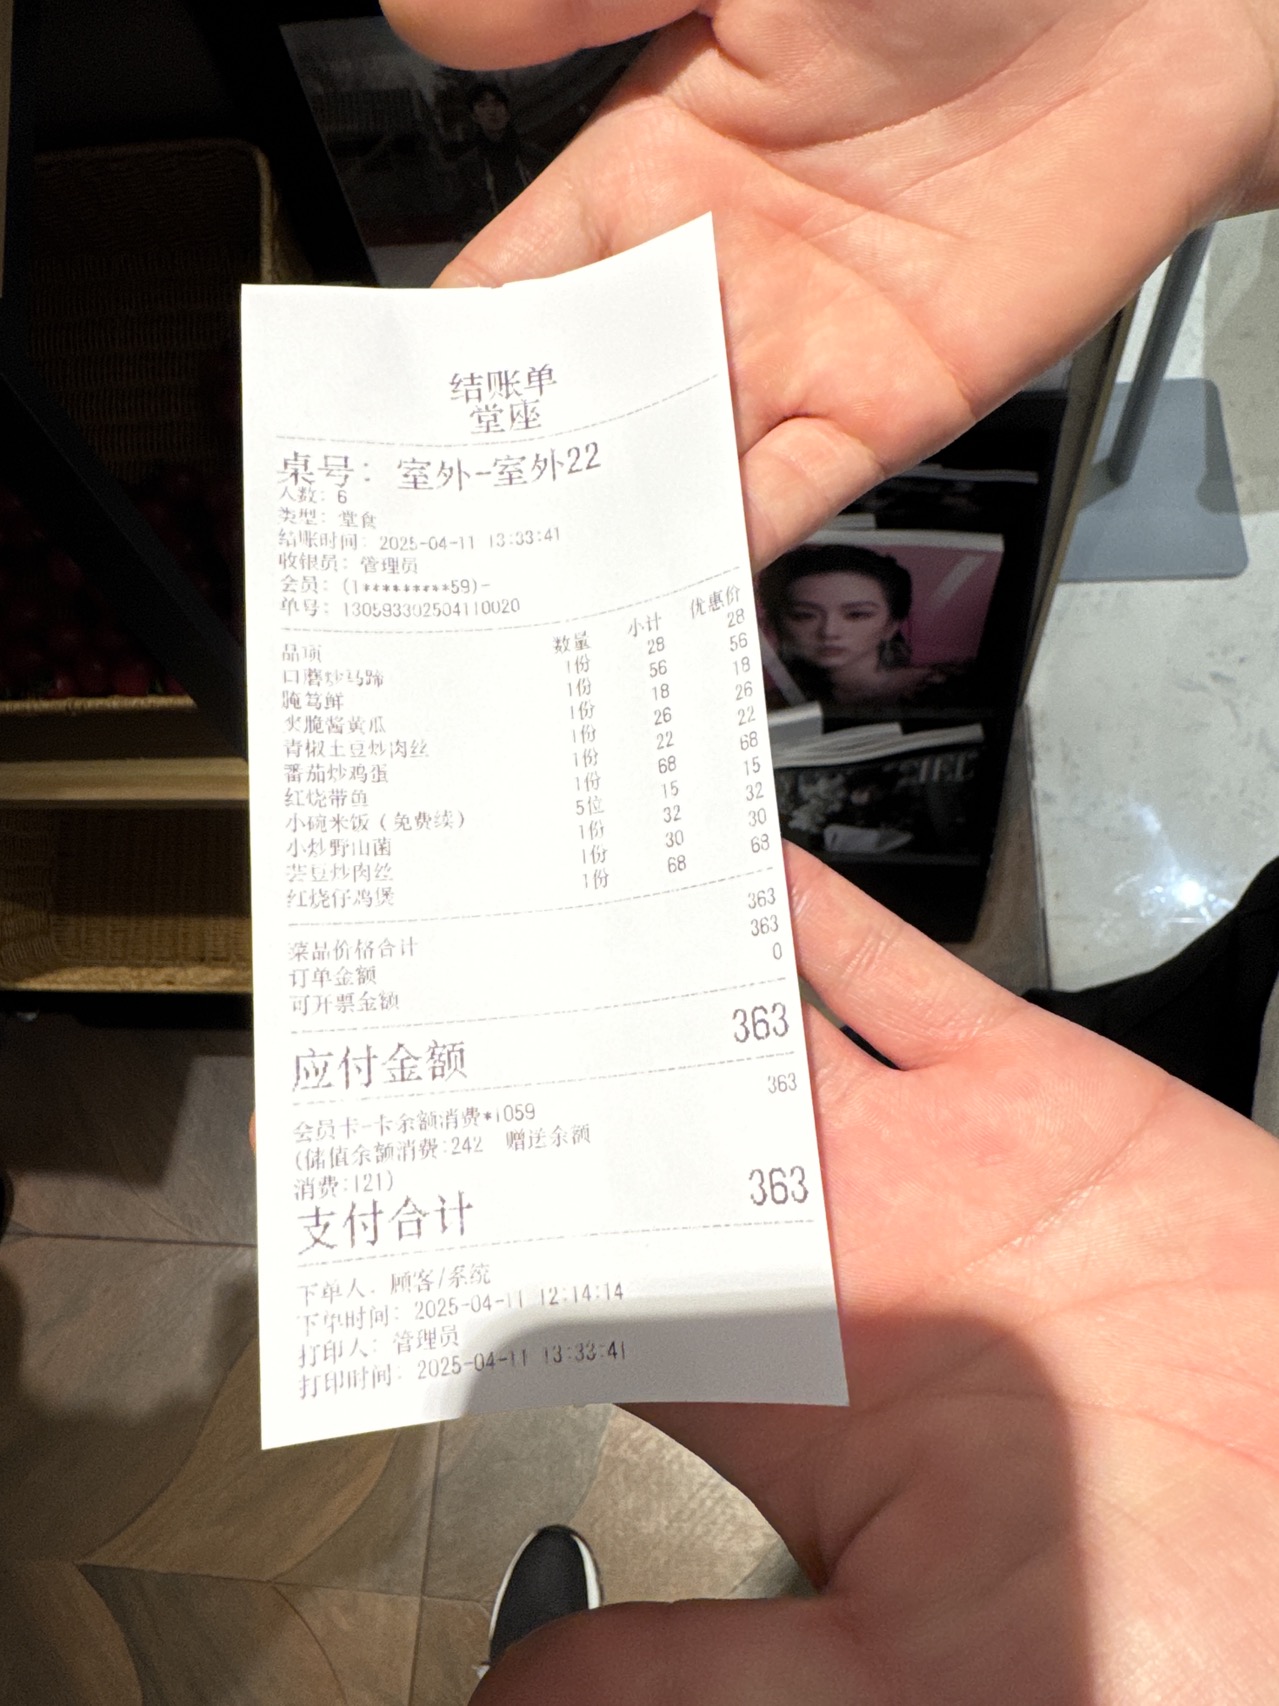 结账单
堂座
桌号: 室外-室外22
人数: 6
类型: 堂食
结账时间: 2025-04-11 13:33:41
收银员: 管理员
会员: (1*********59)-
单号: 130593302504110020
品项 数量 小计 优惠价
口蘑炒马蹄 1份 28 28
腌笃鲜 1份 56 56
爽脆酱黄瓜 1份 18 18
青椒土豆炒肉丝 1份 26 26
番茄炒鸡蛋 1份 22 22
红烧带鱼 1份 68 68
小碗米饭(免费续) 5位 15 15
小炒野山菌 1份 32 32
芸豆炒肉丝 1份 30 30
红烧仔鸡煲 1份 68 68
菜品价格合计 363
订单金额 363
可开票金额 0
应付金额 363
会员卡-卡余额消费*1059 363
(储值余额消费:242 赠送余额
消费:121)
支付合计 363
下单人: 顾客/系统
下单时间: 2025-04-11 12:14:14
打印人: 管理员
打印时间: 2025-04-11 13:33:41